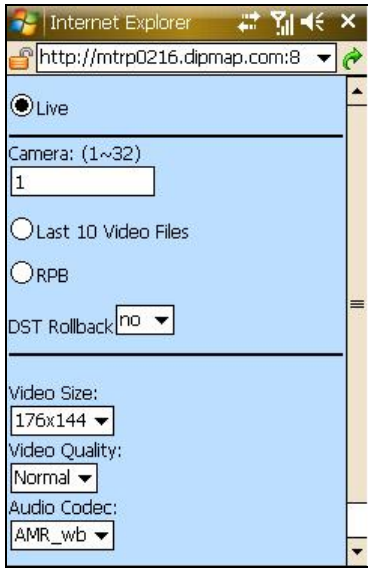 Internet Explorer
http://mtrp0216.dipmap.com:8
Live
Camera: (1~32)
1
Last 10 Video Files
RPB
DST Rollback no
Video Size:
176x144
Video Quality:
Normal
Audio Codec:
AMR_wb